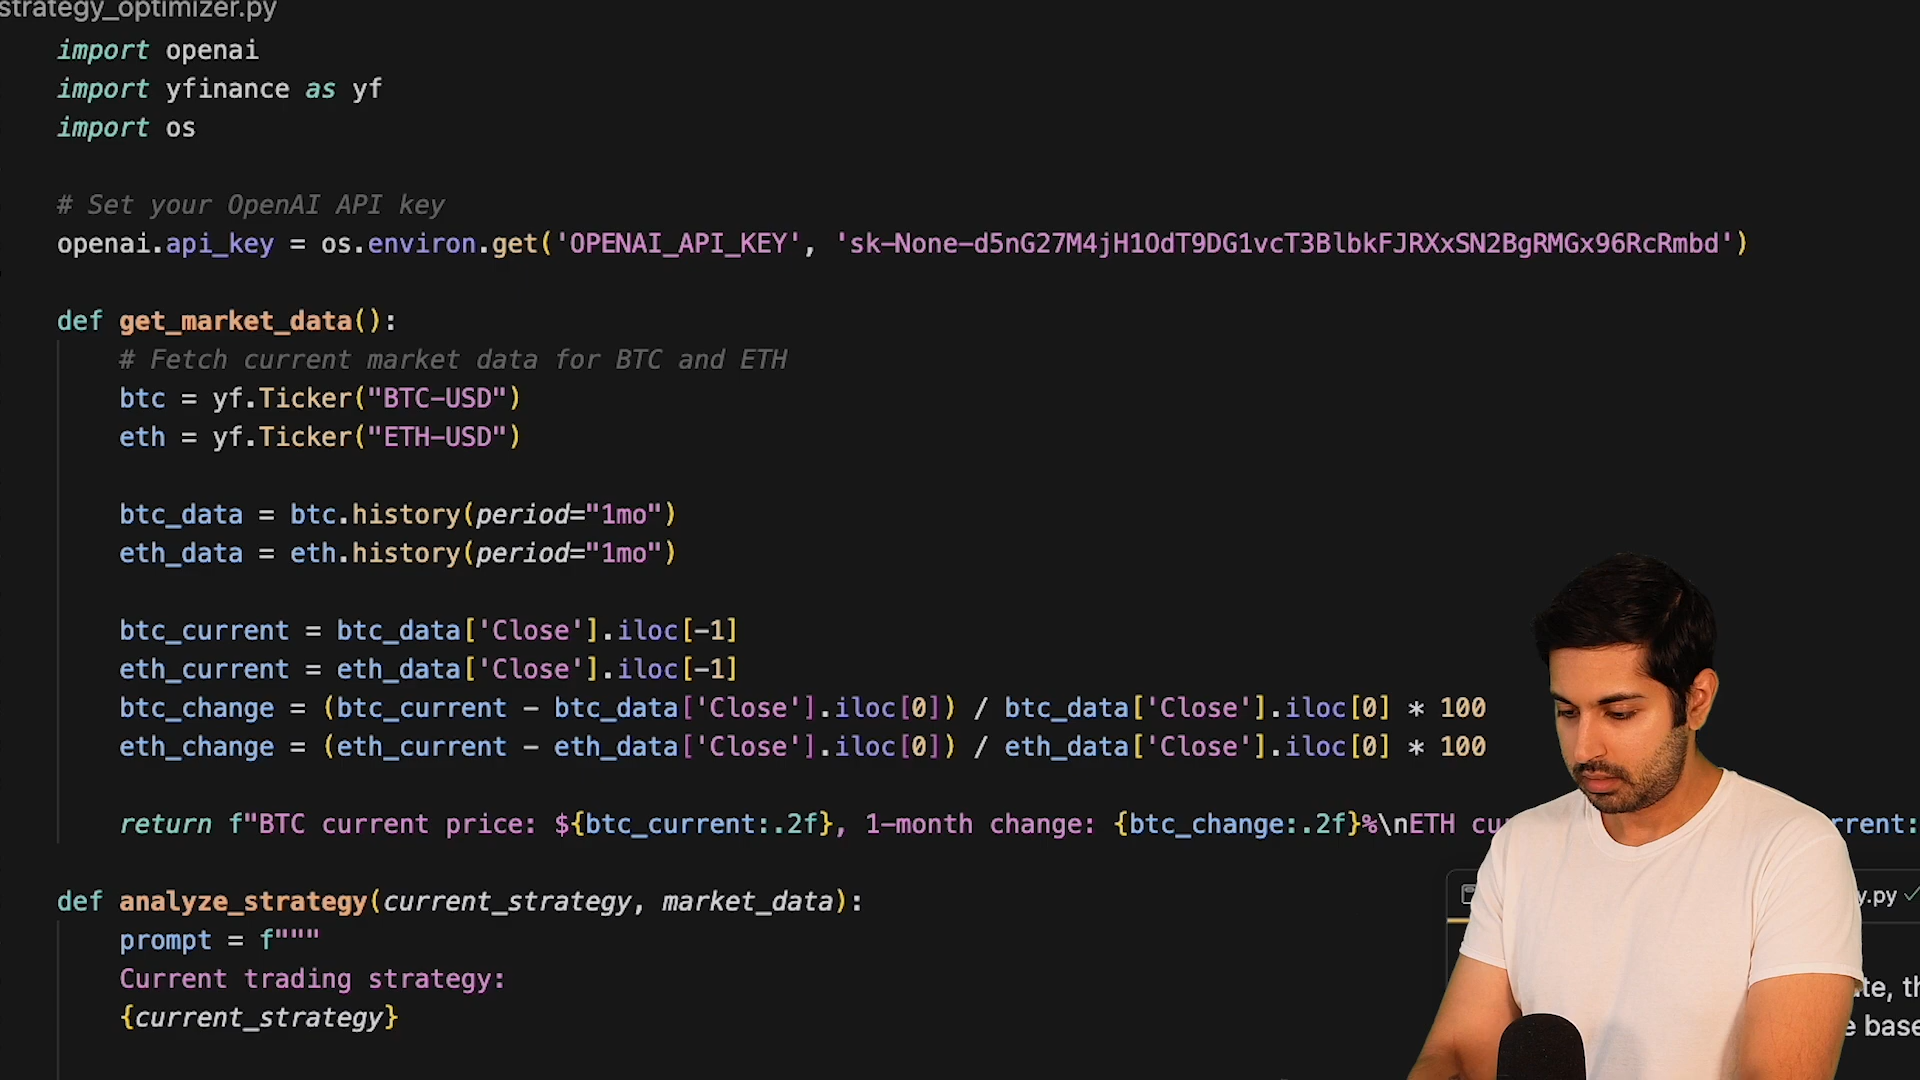 strategy_optimizer.py
import openai
import yfinance as yf
import os
# Set your OpenAI API key
openai.api_key = os.environ.get('OPENAI_API_KEY', 'sk-None-d5nG27M4jH1OdT9DG1vcT3BlbkFJRXxSN2BgRMGx96RcRmbd')
def get_market_data():
# Fetch current market data for BTC and ETH
btc = yf.Ticker("BTC-USD")
eth = yf.Ticker("ETH-USD")
btc_data = btc.history(period="1mo")
eth_data = eth.history(period="1mo")
btc_current = btc_data['Close'].iloc[-1]
eth_current = eth_data['Close'].iloc[-1]
btc_change = (btc_current - btc_data['Close'].iloc[0]) / btc_data['Close'].iloc[0] * 100
eth_change = (eth_current - eth_data['Close'].iloc[0]) / eth_data['Close'].iloc[0] * 100
return f"BTC current price: ${btc_current:.2f}, 1-month change: {btc_change:.2f}%\nETH
def analyze_strategy(current_strategy, market_data):
prompt = f"""
Current trading strategy:
{current_strategy}